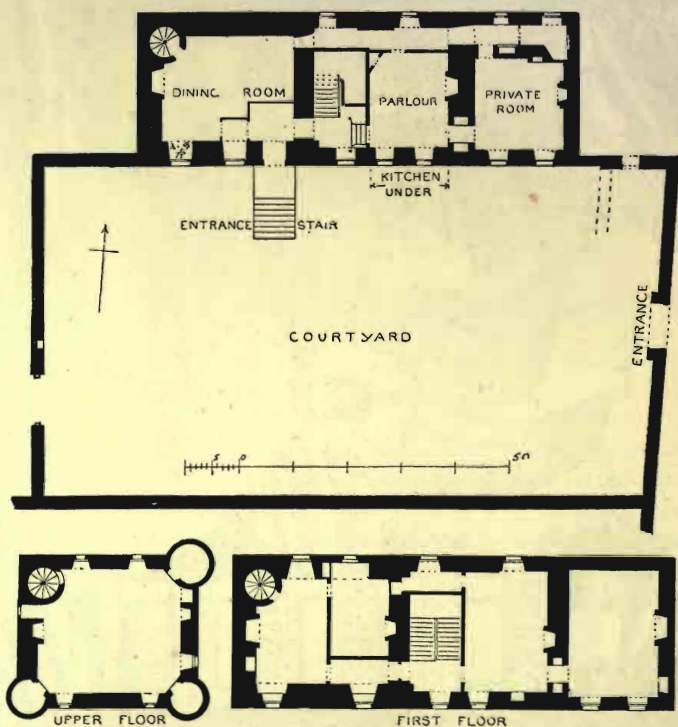 DINING ROOM
PARLOUR
PRIVATE
ROOM
KITCHEN
UNDER
ENTRANCE STAIR
ENTRANCE
COURTYARD
5 0 50
UPPER FLOOR
FIRST FLOOR